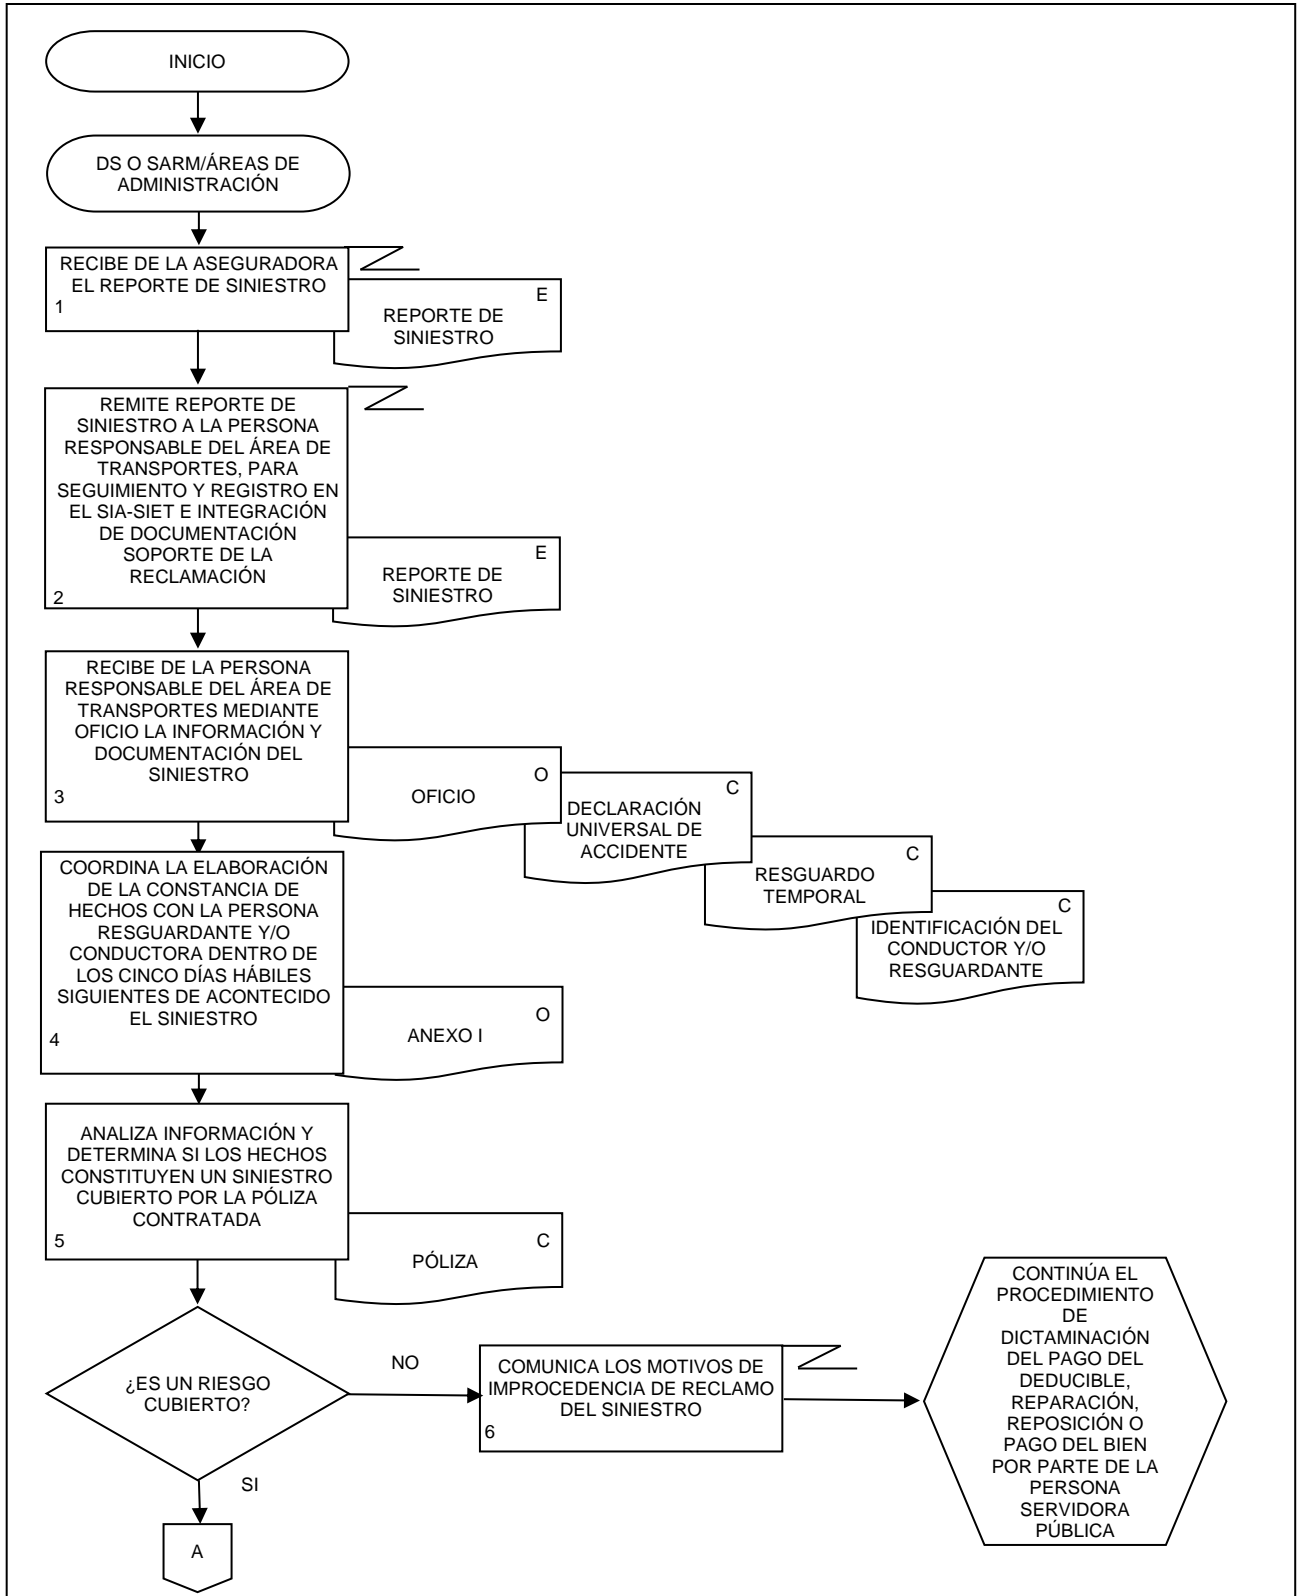 INICIO
DS O SARM/ÁREAS DE
ADMINISTRACIÓN
RECIBE DE LA ASEGURADORA
EL REPORTE DE SINIESTRO
1
E
REPORTE DE
SINIESTRO
REMITE REPORTE DE
SINIESTRO A LA PERSONA
RESPONSABLE DEL ÁREA DE
TRANSPORTES, PARA
SEGUIMIENTO Y REGISTRO EN
EL SIA-SIET E INTEGRACIÓN
DE DOCUMENTACIÓN
SOPORTE DE LA
RECLAMACIÓN
2
E
REPORTE DE
SINIESTRO
RECIBE DE LA PERSONA
RESPONSABLE DEL ÁREA DE
TRANSPORTES MEDIANTE
OFICIO LA INFORMACIÓN Y
DOCUMENTACIÓN DEL
SINIESTRO
3
O
OFICIO
C
DECLARACIÓN
UNIVERSAL DE
ACCIDENTE
C
RESGUARDO
TEMPORAL
C
IDENTIFICACIÓN DEL
CONDUCTOR Y/O
RESGUARDANTE
COORDINA LA ELABORACIÓN
DE LA CONSTANCIA DE
HECHOS CON LA PERSONA
RESGUARDANTE Y/O
CONDUCTORA DENTRO DE
LOS CINCO DÍAS HÁBILES
SIGUIENTES DE ACONTECIDO
EL SINIESTRO
4
O
ANEXO I
ANALIZA INFORMACIÓN Y
DETERMINA SI LOS HECHOS
CONSTITUYEN UN SINIESTRO
CUBIERTO POR LA PÓLIZA
CONTRATADA
5
C
PÓLIZA
¿ES UN RIESGO
CUBIERTO?
NO
COMUNICA LOS MOTIVOS DE
IMPROCEDENCIA DE RECLAMO
DEL SINIESTRO
6
CONTINÚA EL
PROCEDIMIENTO
DE
DICTAMINACIÓN
DEL PAGO DEL
DEDUCIBLE,
REPARACIÓN,
REPOSICIÓN O
PAGO DEL BIEN
POR PARTE DE LA
PERSONA
SERVIDORA
PÚBLICA
SI
A